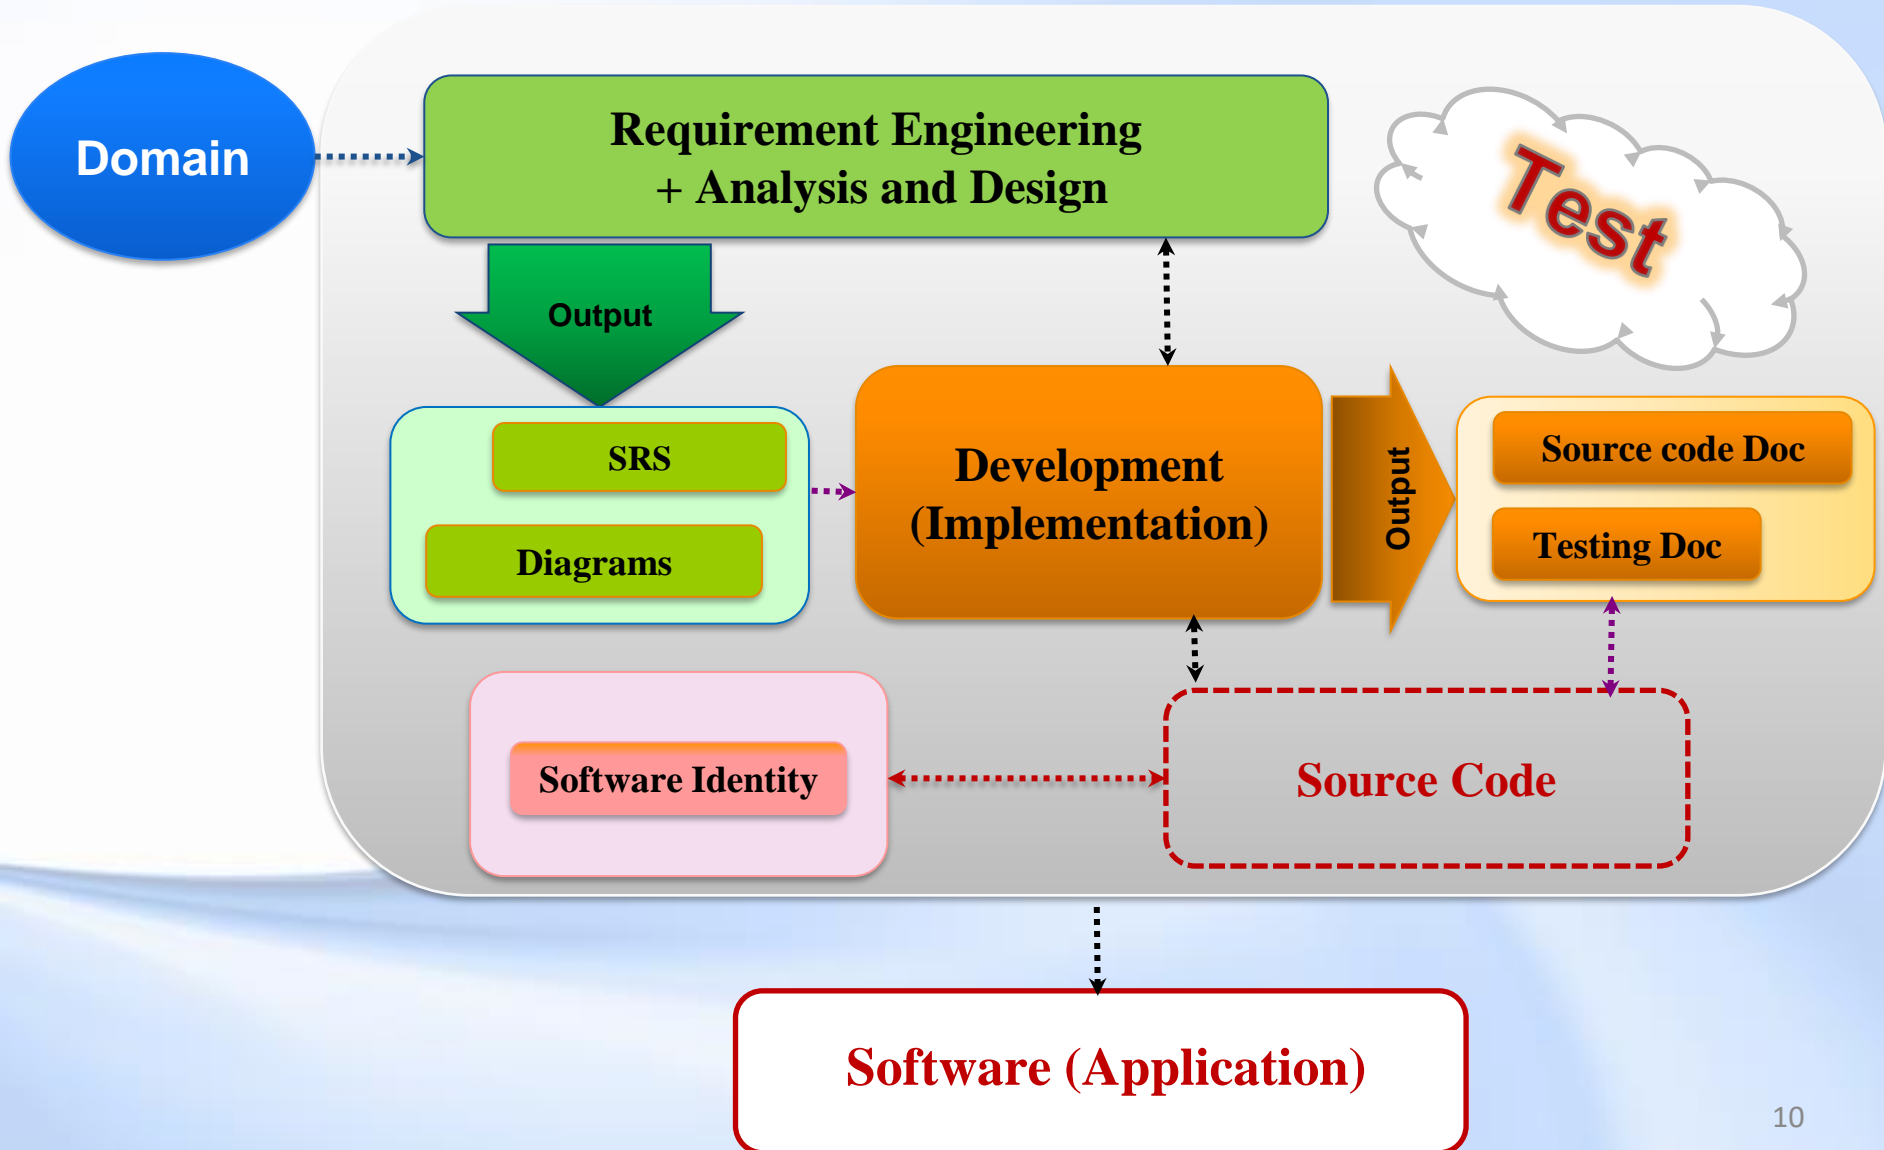 Domain
Requirement Engineering
+ Analysis and Design
Test
Output
SRS
Diagrams
Development
(Implementation)
Output
Source code Doc
Testing Doc
Software Identity
Source Code
Software (Application)
10